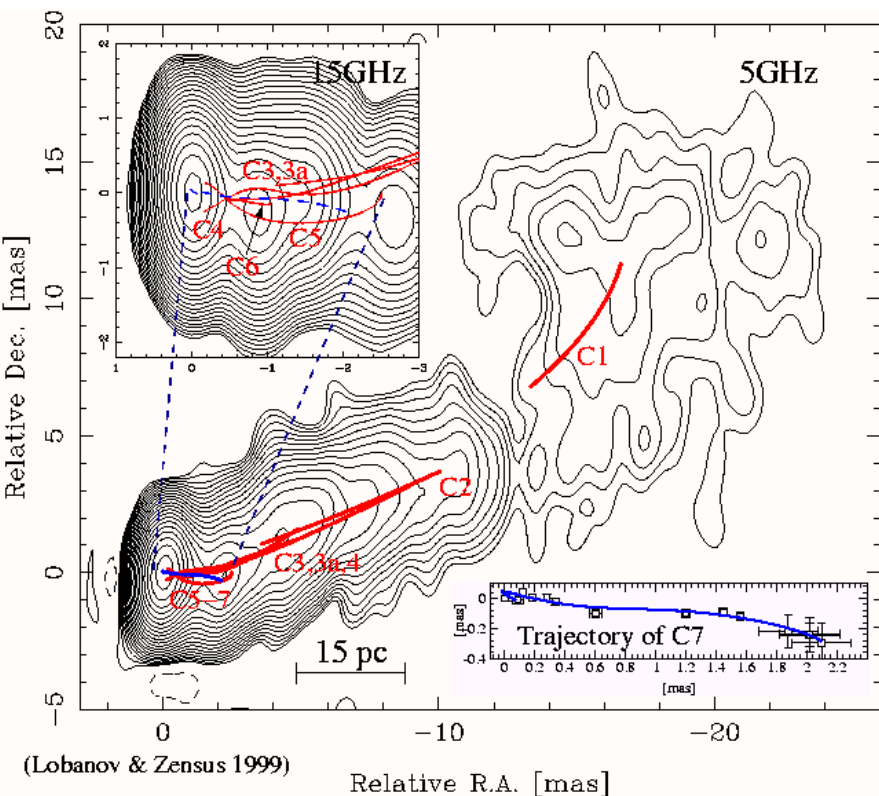 20
15
10
5
0
−5
Relative Dec. [mas]
2
1
0
-1
-2
15GHz
5GHz
C3,3a
C4
C5
C6
1
0
-1
-2
-3
C1
C2
C3,3a,4
C5−7
15 pc
0
-0.2
-0.4
[mas]
Trajectory of C7
0
0.2
0.4
0.6
0.8
1
1.2
1.4
1.6
1.8
2
2.2
[mas]
0
−10
−20
(Lobanov & Zensus 1999)
Relative R.A. [mas]